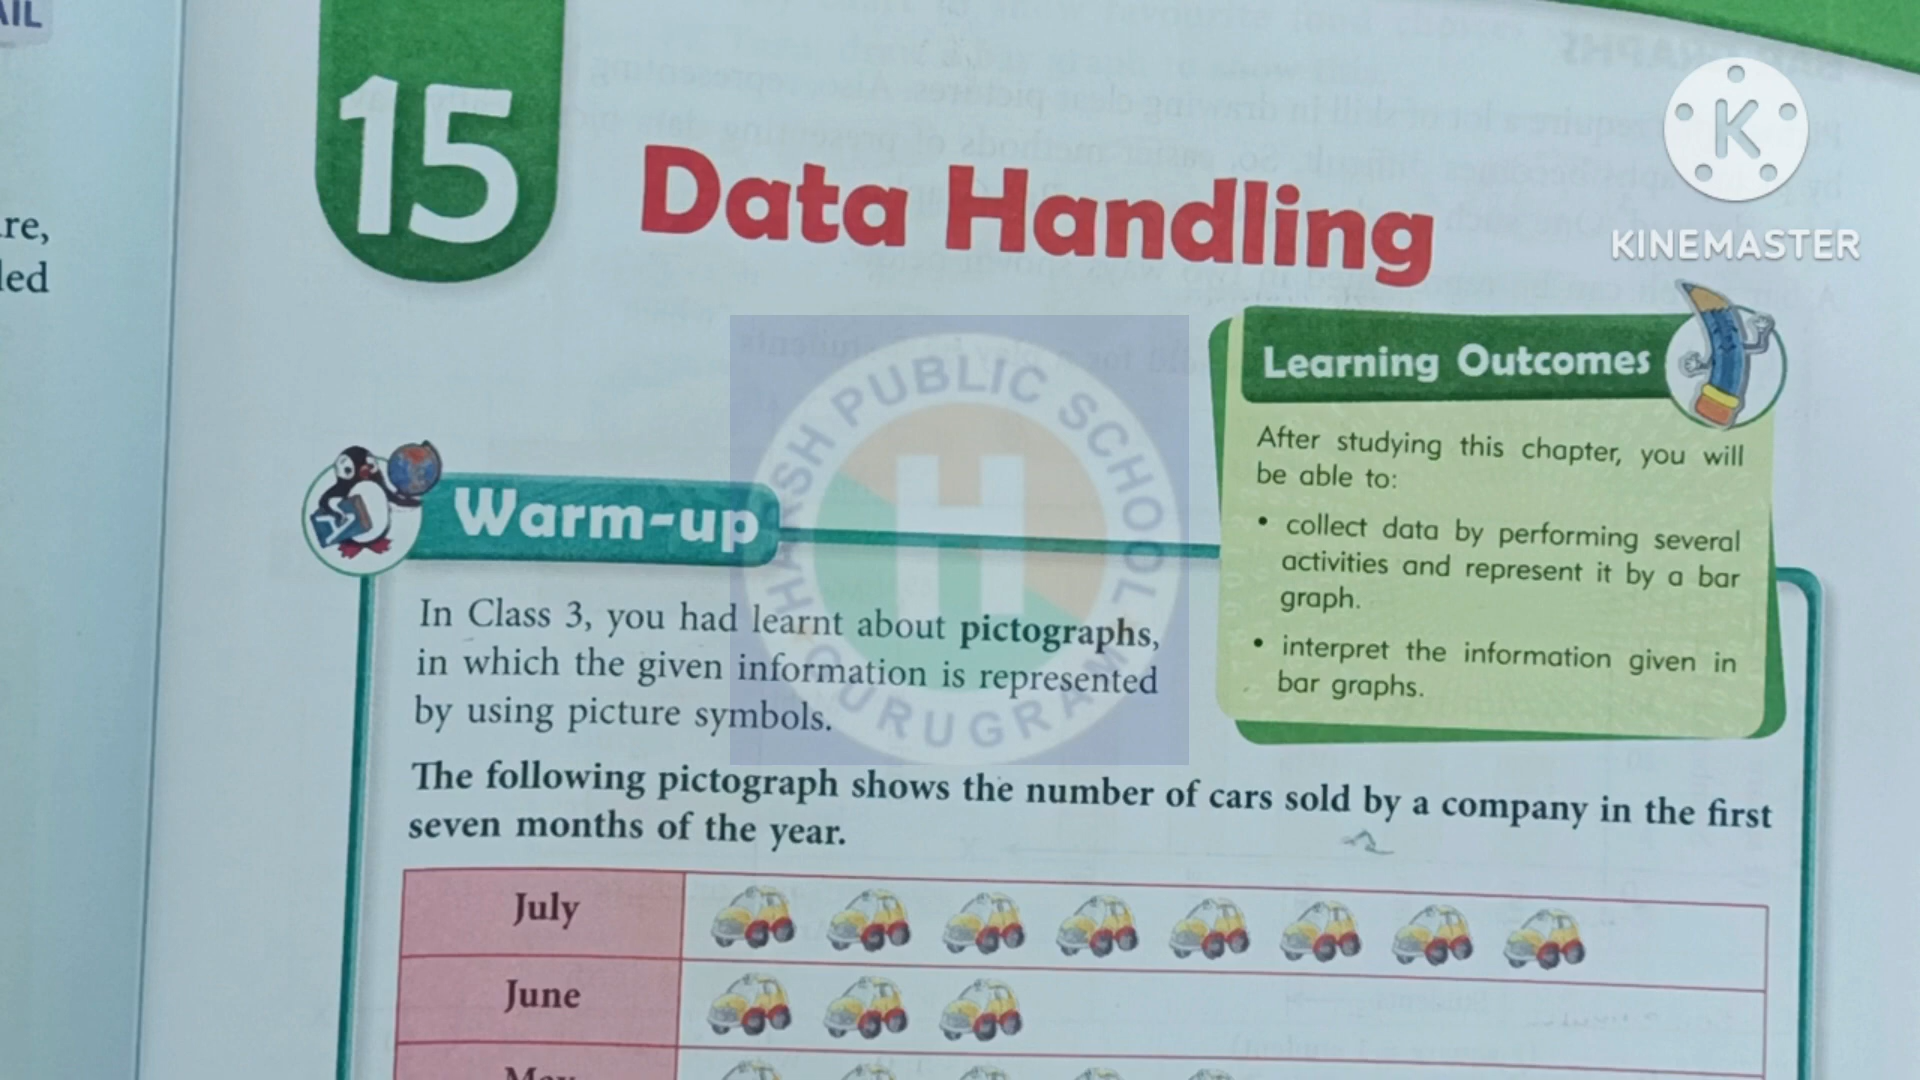 AIL
re,
led
15
Data Handling
KINEMASTER
Learning Outcomes
After studying this chapter, you will
be able to:
• collect data by performing several
activities and represent it by a bar
graph.
• interpret the information given in
bar graphs.
Warm-up
HARSH PUBLIC SCHOOL
GURUGRAM
H
In Class 3, you had learnt about pictographs,
in which the given information is represented
by using picture symbols.
The following pictograph shows the number of cars sold by a company in the first
seven months of the year.
July
June
May